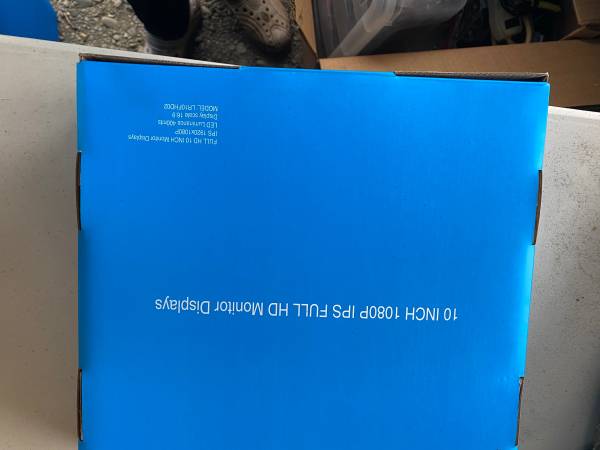 10 INCH 1080P IPS FULL HD Monitor Displays
FULL HD 10 INCH Monitor Displays
IPS 1920x1080P
LED Luminance 400nits
Display scale 16:9
MODEL: LR10FHD02